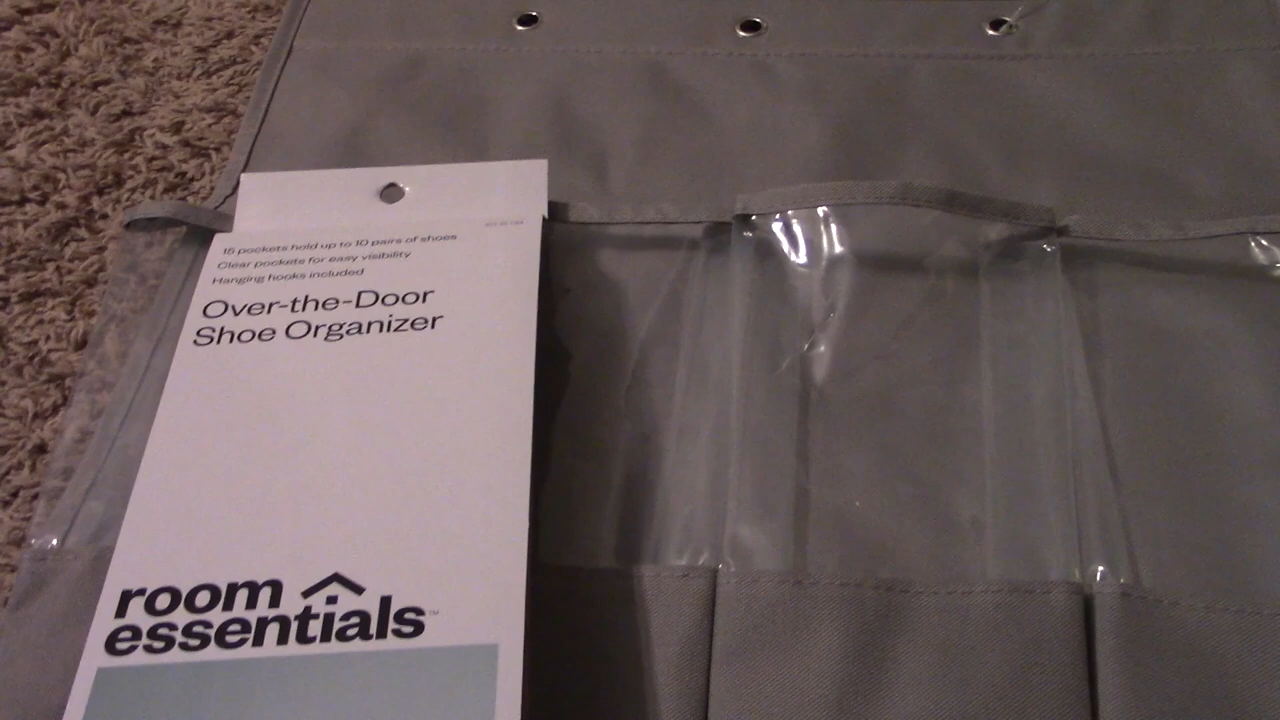 15 pockets hold up to 10 pairs of shoes
Clear pockets for easy visibility
Hanging hooks included
Over-the-Door
Shoe Organizer
room
essentials™